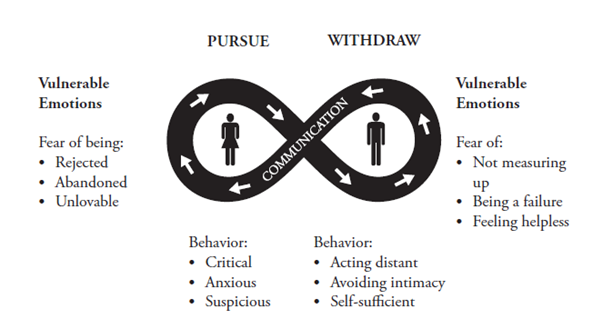 PURSUE
WITHDRAW
Vulnerable
Emotions
Fear of being:
• Rejected
• Abandoned
• Unlovable
COMMUNICATION
Vulnerable
Emotions
Fear of:
• Not measuring
up
• Being a failure
• Feeling helpless
Behavior:
• Critical
• Anxious
• Suspicious
Behavior:
• Acting distant
• Avoiding intimacy
• Self-sufficient